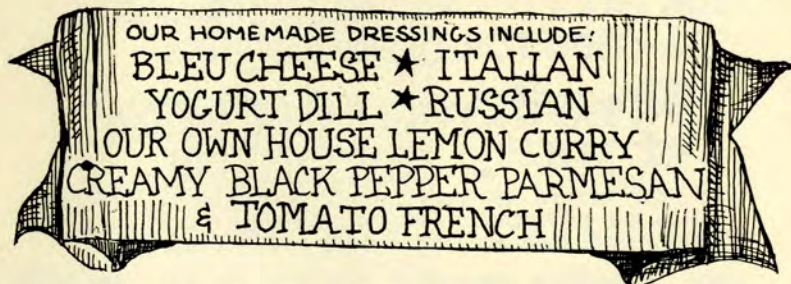 OUR HOMEMADE DRESSINGS INCLUDE:
BLEU CHEESE ★ ITALIAN
YOGURT DILL ★ RUSSIAN
OUR OWN HOUSE LEMON CURRY
CREAMY BLACK PEPPER PARMESAN
& TOMATO FRENCH